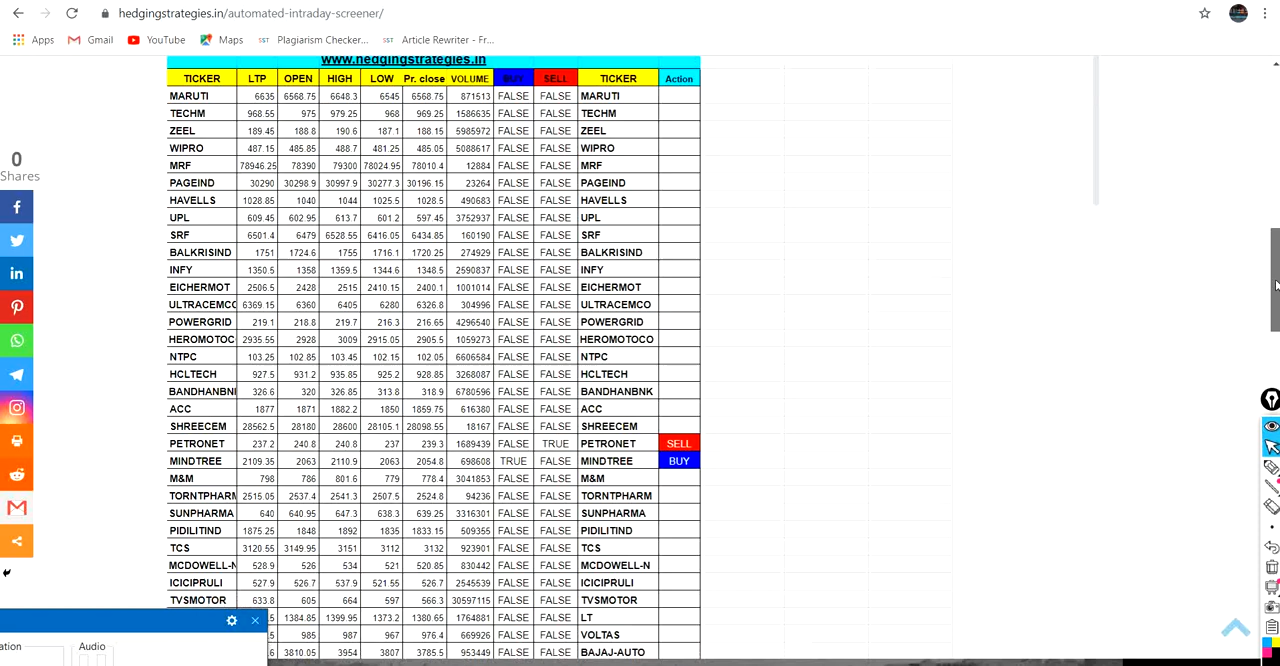 hedgingstrategies.in/automated-intraday-screener/
Apps Gmail YouTube Maps SST Plagiarism Checker... SST Article Rewriter - Fr...
www.hedgingstrategies.in
TICKER LTP OPEN HIGH LOW Pr. close VOLUME BUY SELL TICKER Action
MARUTI 6635 6568.75 6648.3 6545 6568.75 871513 FALSE FALSE MARUTI
TECHM 968.55 975 979.25 968 969.25 1586635 FALSE FALSE TECHM
ZEEL 189.45 188.8 190.6 187.1 188.15 5985972 FALSE FALSE ZEEL
0 WIPRO 487.15 485.85 488.7 481.25 485.05 5088617 FALSE FALSE WIPRO
Shares MRF 78946.25 78390 79300 78024.95 78010.4 12884 FALSE FALSE MRF
PAGEIND 30290 30298.9 30997.9 30277.3 30196.15 23264 FALSE FALSE PAGEIND
HAVELLS 1028.85 1040 1044 1025.5 1028.5 490683 FALSE FALSE HAVELLS
UPL 609.45 602.95 613.7 601.2 597.45 3752937 FALSE FALSE UPL
SRF 6501.4 6479 6528.55 6416.05 6434.85 160190 FALSE FALSE SRF
BALKRISIND 1751 1724.6 1755 1716.1 1720.25 274929 FALSE FALSE BALKRISIND
INFY 1350.5 1358 1359.5 1344.6 1348.5 2590837 FALSE FALSE INFY
EICHERMOT 2506.5 2428 2515 2410.15 2400.1 1001014 FALSE FALSE EICHERMOT
ULTRACEMC 6369.15 6360 6405 6280 6326.8 304996 FALSE FALSE ULTRACEMCO
POWERGRID 219.1 218.8 219.7 216.3 216.65 4296540 FALSE FALSE POWERGRID
HEROMOTOC 2935.55 2928 3009 2915.05 2905.5 1059273 FALSE FALSE HEROMOTOCO
NTPC 103.25 102.85 103.45 102.15 102.05 6606584 FALSE FALSE NTPC
HCLTECH 927.5 931.2 935.85 925.2 928.85 3268087 FALSE FALSE HCLTECH
BANDHANBN 326.6 320 326.85 313.8 318.9 6780596 FALSE FALSE BANDHANBNK
ACC 1877 1871 1882.2 1850 1859.75 616380 FALSE FALSE ACC
SHREECEM 28562.5 28180 28600 28105.1 28098.55 18167 FALSE FALSE SHREECEM
PETRONET 237.2 240.8 240.8 237 239.3 1689439 FALSE TRUE PETRONET SELL
MINDTREE 2109.35 2063 2110.9 2063 2054.8 698608 TRUE FALSE MINDTREE BUY
M&M 798 786 801.6 779 778.4 3041853 FALSE FALSE M&M
TORNTPHARM 2515.05 2537.4 2541.3 2507.5 2524.8 94236 FALSE FALSE TORNTPHARM
SUNPHARMA 640 640.95 647.3 638.3 639.25 3316301 FALSE FALSE SUNPHARMA
PIDILITIND 1875.25 1848 1892 1835 1833.15 509355 FALSE FALSE PIDILITIND
TCS 3120.55 3149.95 3151 3112 3132 923901 FALSE FALSE TCS
MCDOWELL-N 528.9 526 534 521 520.85 830442 FALSE FALSE MCDOWELL-N
ICICIPRULI 527.9 526.7 537.9 521.55 526.7 2545539 FALSE FALSE ICICIPRULI
TVSMOTOR 633.8 605 664 597 566.3 30597115 FALSE FALSE TVSMOTOR
.5 1384.85 1399.95 1373.2 1380.65 1764881 FALSE FALSE LT
985 987 967 976.4 669926 FALSE FALSE VOLTAS
ation Audio .6 3810.05 3954 3807 3785.5 953449 FALSE FALSE BAJAJ-AUTO